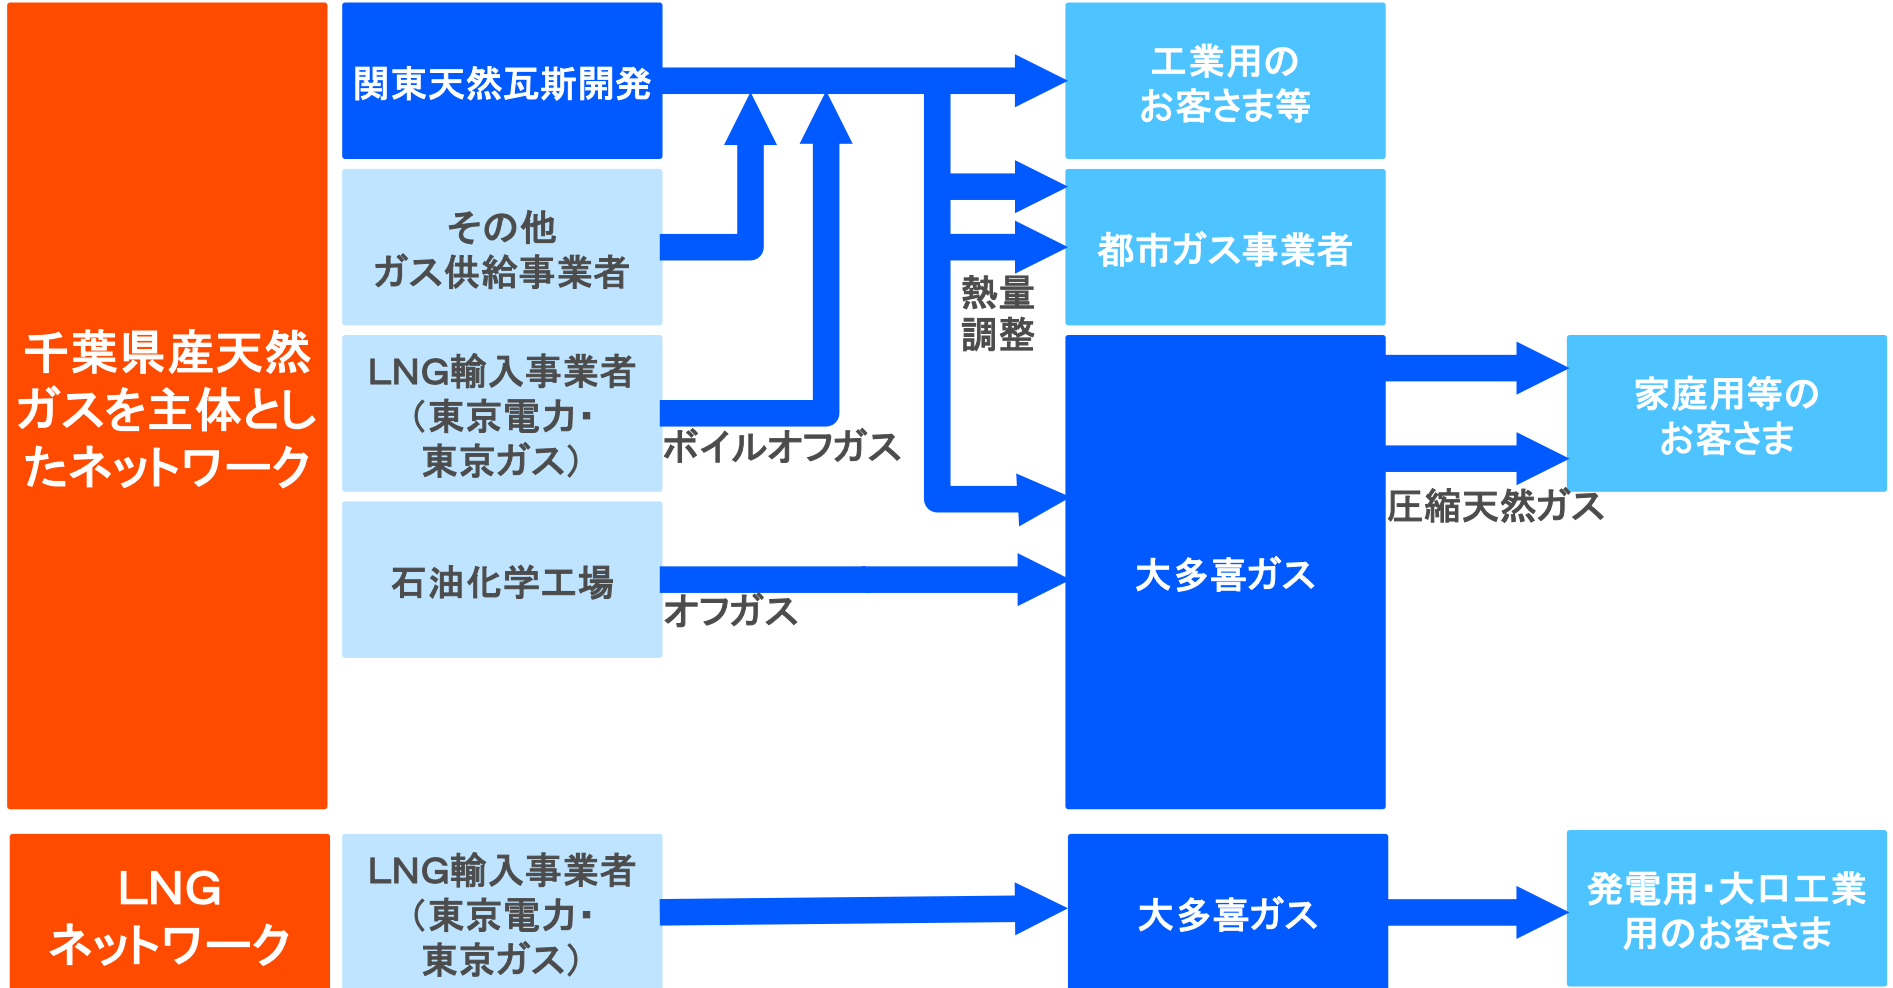 千葉県産天然
ガスを主体とし
たネットワーク
関東天然瓦斯開発
その他
ガス供給事業者
LNG輸入事業者
（東京電力・
東京ガス）
ボイルオフガス
石油化学工場
オフガス
熱量
調整
工業用の
お客さま等
都市ガス事業者
大多喜ガス
圧縮天然ガス
家庭用等の
お客さま
LNG
ネットワーク
LNG輸入事業者
（東京電力・
東京ガス）
大多喜ガス
発電用・大口工業
用のお客さま